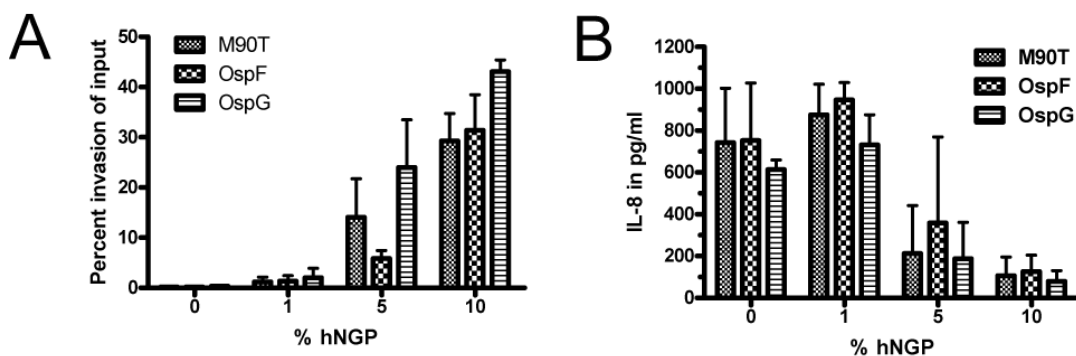 A
Percent invasion of input
50
40
30
20
10
0
M90T
OspF
OspG
0 1 5 10
% hNGP
B
IL-8 in pg/ml
1200
1000
800
600
400
200
0
M90T
OspF
OspG
0 1 5 10
% hNGP